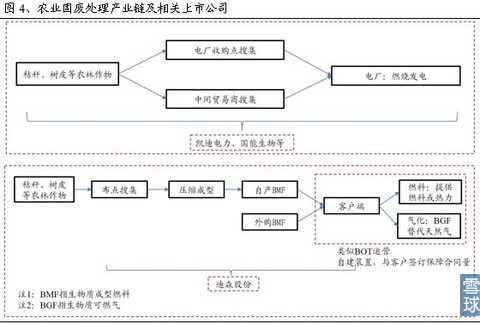 图 4、农业固废处理产业链及相关上市公司
秸秆、树皮等农林作物
电厂收购点搜集
中间贸易商搜集
电厂：燃烧发电
凯迪电力、国能生物等
秸秆、树皮
等农林作物
布点搜集
压缩成型
自产BMF
外购BMF
客户端
燃料：提供
燃料或热力
气化：BGF
替代天然气
类似BOT运营
自建装置，与客户签订保障合同量
迪森股份
注1：BMF指生物质成型燃料
注2：BGF指生物质可燃气
雪球